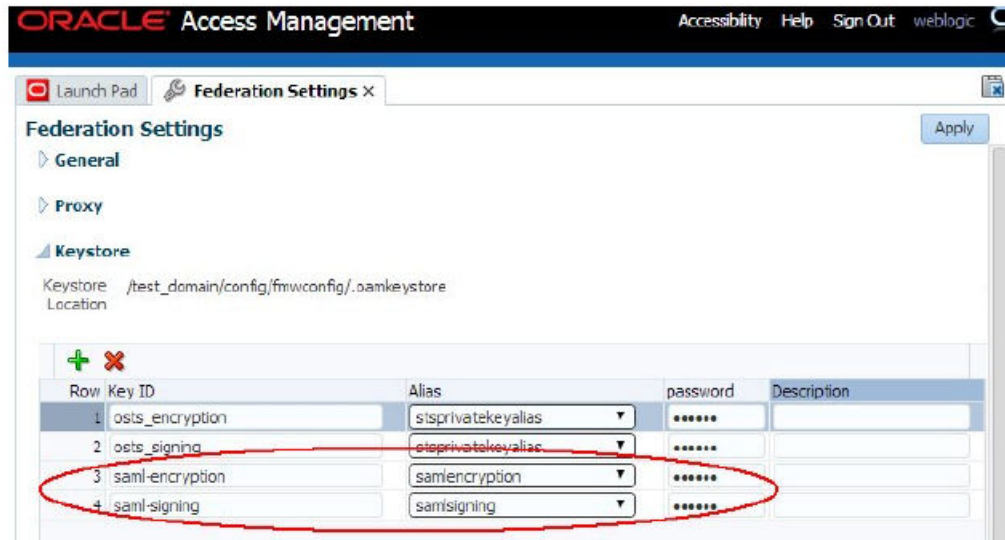 ORACLE Access Management Accessibility Help Sign Out weblogic
Launch Pad Federation Settings ×
Federation Settings Apply
General
Proxy
Keystore
Keystore Location /test_domain/config/fmwconfig/.oamkeystore
Row Key ID Alias password Description
1 osts_encryption stsprivatekeyalias ••••••
2 osts_signing stsprivatekeyalias ••••••
3 saml-encryption samlencryption ••••••
4 saml-signing samlsigning ••••••